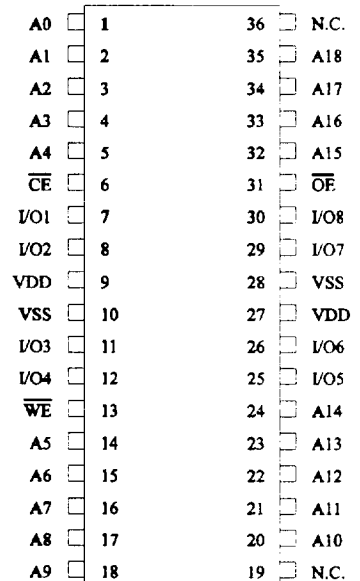 A0 1 36 N.C.
A1 2 35 A18
A2 3 34 A17
A3 4 33 A16
A4 5 32 A15
C̅E̅ 6 31 O̅E̅
I/O1 7 30 I/O8
I/O2 8 29 I/O7
VDD 9 28 VSS
VSS 10 27 VDD
I/O3 11 26 I/O6
I/O4 12 25 I/O5
W̅E̅ 13 24 A14
A5 14 23 A13
A6 15 22 A12
A7 16 21 A11
A8 17 20 A10
A9 18 19 N.C.